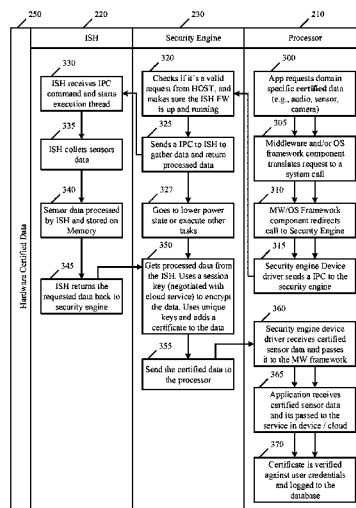 250
220
230
210
ISH
Security Engine
Processor
Hardware Certified Data
330
ISH receives IPC
command and starts
execution thread
335
ISH collets sensors
data
340
Sensor data processed
by ISH and stored on
Memory
345
ISH returns the
requested data back to
security engine
320
Checks if it's a valid
request from HOST, and
makes sure the ISH FW
is up and running
325
Sends a IPC to ISH to
gather data and return
processed data
327
Goes to lower power
state or execute other
tasks
350
Gets processed data from
the ISH. Uses a session
key (negotiated with
cloud service) to encrypt
the data. Uses unique
keys and adds a
certificate to the data
355
Send the certified data to
the processor
300
App requests domain
specific certified data
(e.g., audio, sensor,
camera)
305
Middleware and/or OS
framework component
translates request to a
system call
310
MW/OS Framework
component redirects
call to Security Engine
315
Security engine Device
driver sends a IPC to
the security engine
360
Security engine device
driver receives certified
sensor data and passes
it to the MW framework
365
Application receives
certified sensor data
and its passed to the
service in device / cloud
370
Certificate is verified
against user credentials
and logged to the
database